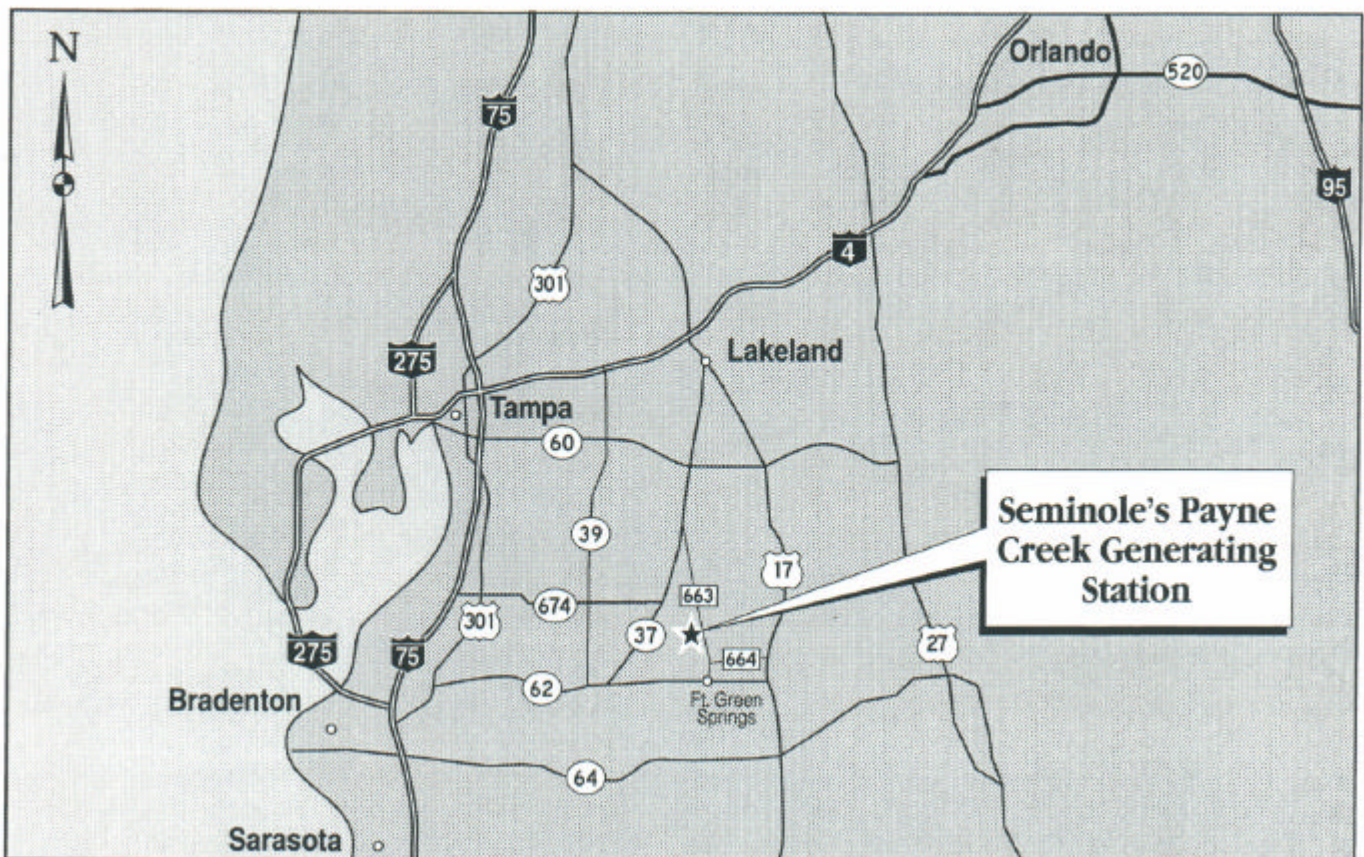 N
Orlando
520
75
95
4
301
275
Lakeland
Tampa
60
Seminole's Payne
Creek Generating
Station
39
17
663
674
301
37
27
275
75
664
62
Bradenton
Ft. Green
Springs
64
Sarasota